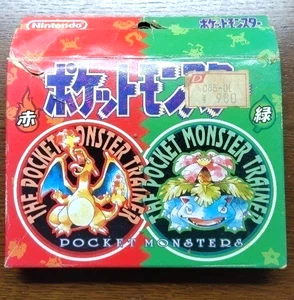 Nintendo
ポケットモンスター
ポケットモンスター
赤
緑
980
THE POCKET MONSTER TRAINER
THE POCKET MONSTER TRAINER
POCKET MONSTERS